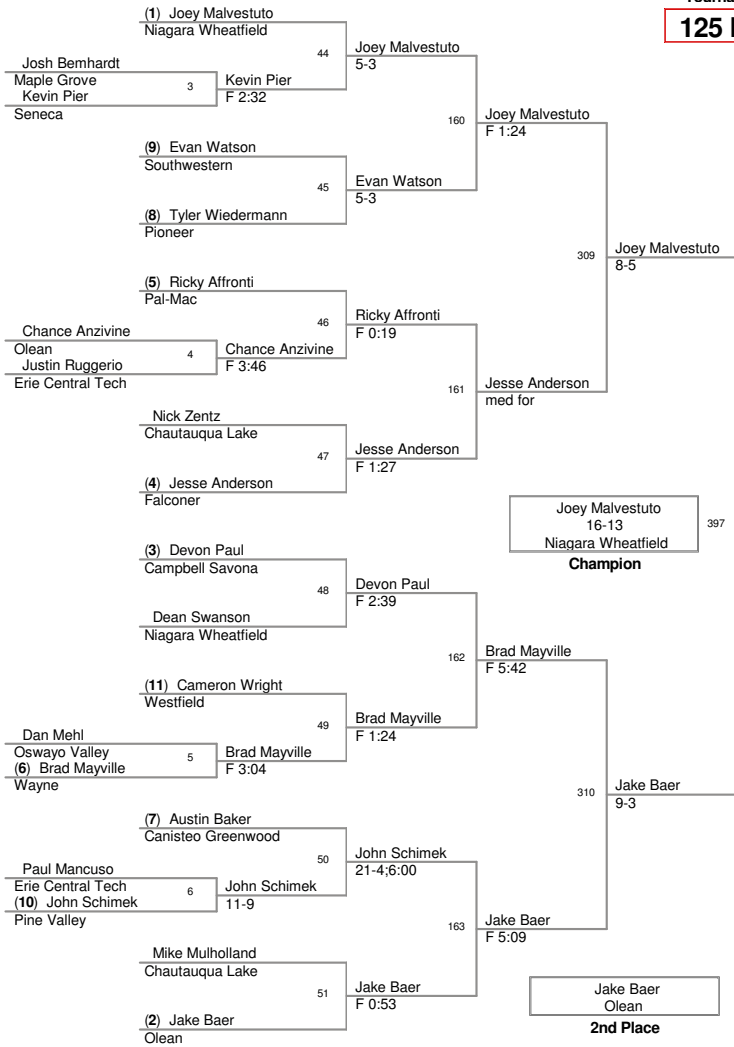 Tourna
125
(1) Joey Malvestuto
Niagara Wheatfield
44
Joey Malvestuto
5-3
Josh Bemhardt
Maple Grove
3
Kevin Pier
Seneca
Kevin Pier
F 2:32
160
Joey Malvestuto
F 1:24
(9) Evan Watson
Southwestern
45
Evan Watson
5-3
(8) Tyler Wiedermann
Pioneer
309
Joey Malvestuto
8-5
(5) Ricky Affronti
Pal-Mac
46
Ricky Affronti
F 0:19
Chance Anzivine
Olean
4
Justin Ruggerio
Erie Central Tech
Chance Anzivine
F 3:46
161
Jesse Anderson
med for
Nick Zentz
Chautauqua Lake
47
Jesse Anderson
F 1:27
(4) Jesse Anderson
Falconer
Joey Malvestuto
16-13
Niagara Wheatfield
397
Champion
(3) Devon Paul
Campbell Savona
48
Devon Paul
F 2:39
Dean Swanson
Niagara Wheatfield
162
Brad Mayville
F 5:42
(11) Cameron Wright
Westfield
49
Brad Mayville
F 1:24
Dan Mehl
Oswayo Valley
5
(6) Brad Mayville
Wayne
Brad Mayville
F 3:04
310
Jake Baer
9-3
(7) Austin Baker
Canisteo Greenwood
50
John Schimek
21-4;6:00
Paul Mancuso
Erie Central Tech
6
(10) John Schimek
Pine Valley
John Schimek
11-9
163
Jake Baer
F 5:09
Mike Mulholland
Chautauqua Lake
51
Jake Baer
F 0:53
(2) Jake Baer
Olean
Jake Baer
Olean
2nd Place